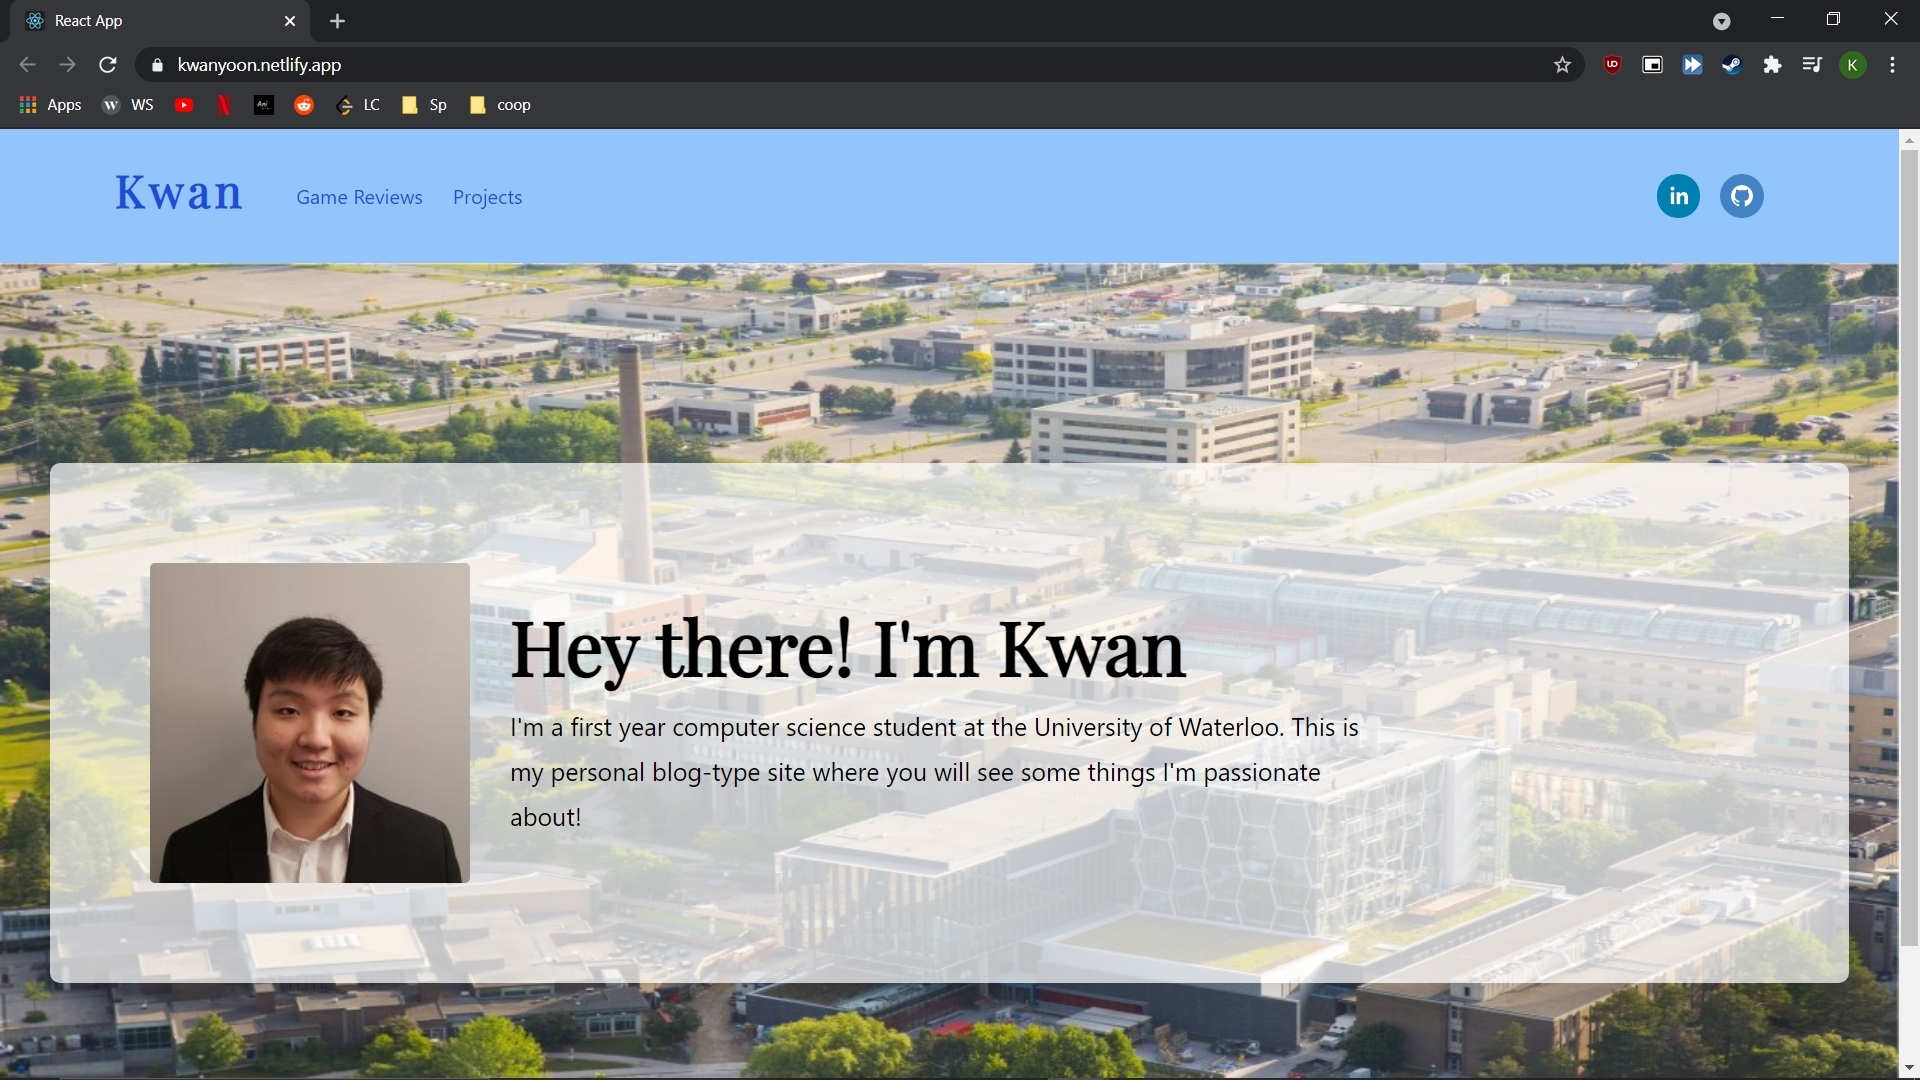 React App
kwanyoon.netlify.app
K
Apps
WS
LC
Sp
coop
Kwan
Game Reviews
Projects
in
Hey there! I'm Kwan
I'm a first year computer science student at the University of Waterloo. This is
my personal blog-type site where you will see some things I'm passionate
about!